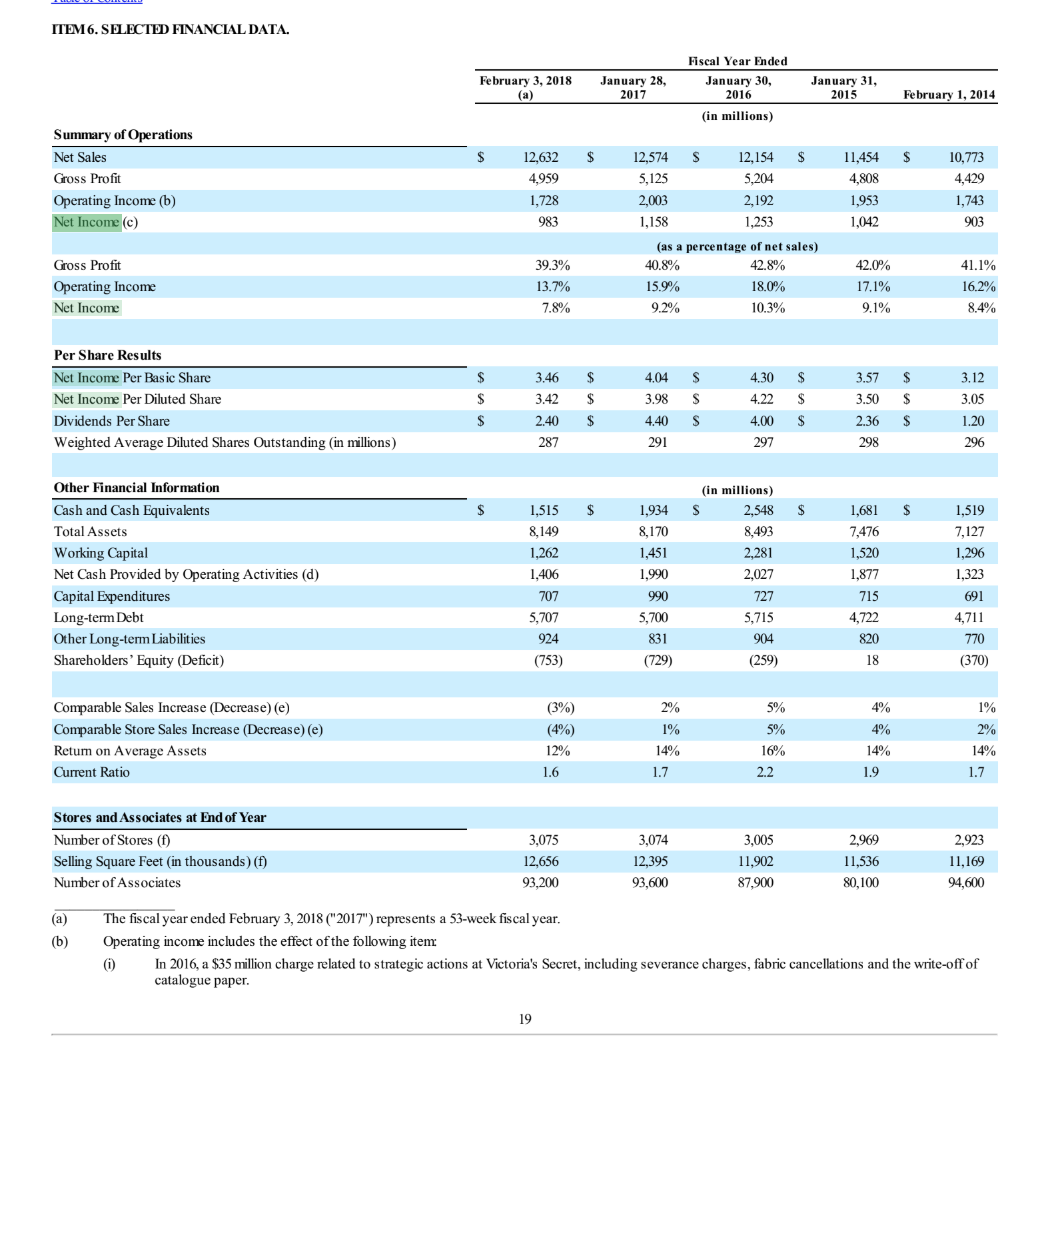 Table of Contents
ITEM 6. SELECTED FINANCIAL DATA.
Fiscal Year Ended
February 3, 2018 (a) January 28, 2017 January 30, 2016 January 31, 2015 February 1, 2014
(in millions)
Summary of Operations
Net Sales $ 12,632 $ 12,574 $ 12,154 $ 11,454 $ 10,773
Gross Profit 4,959 5,125 5,204 4,808 4,429
Operating Income (b) 1,728 2,003 2,192 1,953 1,743
Net Income (c) 983 1,158 1,253 1,042 903
(as a percentage of net sales)
Gross Profit 39.3% 40.8% 42.8% 42.0% 41.1%
Operating Income 13.7% 15.9% 18.0% 17.1% 16.2%
Net Income 7.8% 9.2% 10.3% 9.1% 8.4%
Per Share Results
Net Income Per Basic Share $ 3.46 $ 4.04 $ 4.30 $ 3.57 $ 3.12
Net Income Per Diluted Share $ 3.42 $ 3.98 $ 4.22 $ 3.50 $ 3.05
Dividends Per Share $ 2.40 $ 4.40 $ 4.00 $ 2.36 $ 1.20
Weighted Average Diluted Shares Outstanding (in millions) 287 291 297 298 296
Other Financial Information (in millions)
Cash and Cash Equivalents $ 1,515 $ 1,934 $ 2,548 $ 1,681 $ 1,519
Total Assets 8,149 8,170 8,493 7,476 7,127
Working Capital 1,262 1,451 2,281 1,520 1,296
Net Cash Provided by Operating Activities (d) 1,406 1,990 2,027 1,877 1,323
Capital Expenditures 707 990 727 715 691
Long-term Debt 5,707 5,700 5,715 4,722 4,711
Other Long-term Liabilities 924 831 904 820 770
Shareholders' Equity (Deficit) (753) (729) (259) 18 (370)
Comparable Sales Increase (Decrease) (e) (3%) 2% 5% 4% 1%
Comparable Store Sales Increase (Decrease) (e) (4%) 1% 5% 4% 2%
Return on Average Assets 12% 14% 16% 14% 14%
Current Ratio 1.6 1.7 2.2 1.9 1.7
Stores and Associates at End of Year
Number of Stores (f) 3,075 3,074 3,005 2,969 2,923
Selling Square Feet (in thousands) (f) 12,656 12,395 11,902 11,536 11,169
Number of Associates 93,200 93,600 87,900 80,100 94,600
(a) The fiscal year ended February 3, 2018 ("2017") represents a 53-week fiscal year.
(b) Operating income includes the effect of the following item:
(i) In 2016, a $35 million charge related to strategic actions at Victoria's Secret, including severance charges, fabric cancellations and the write-off of
catalogue paper.
19